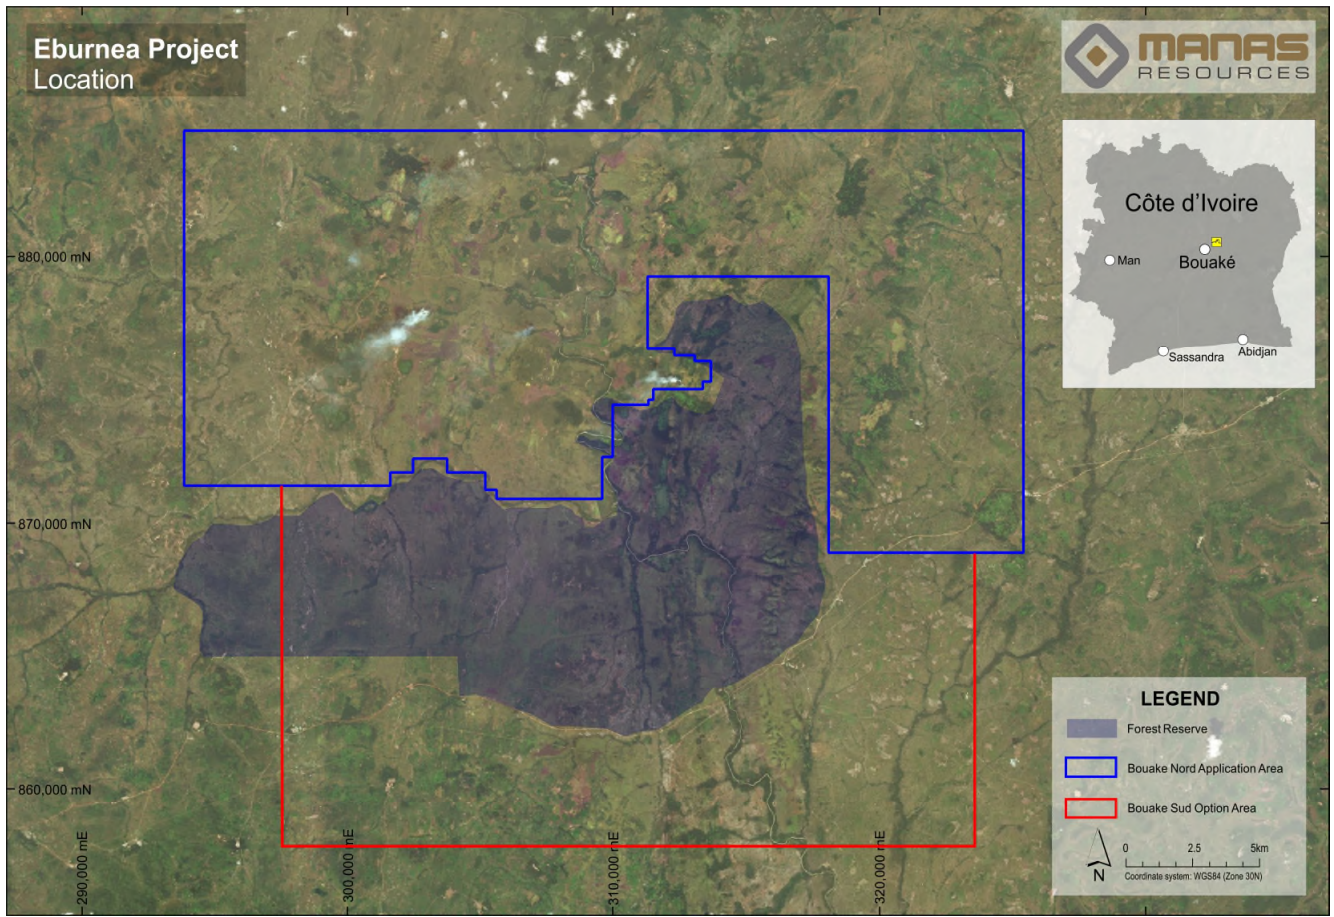 Eburnea Project
Location
MANAS
RESOURCES
Côte d'Ivoire
Man
Bouaké
Sassandra
Abidjan
880,000 mN
870,000 mN
860,000 mN
290,000 mE
300,000 mE
310,000 mE
320,000 mE
LEGEND
Forest Reserve
Bouake Nord Application Area
Bouake Sud Option Area
N
0 2.5 5km
Coordinate system: WGS84 (Zone 30N)